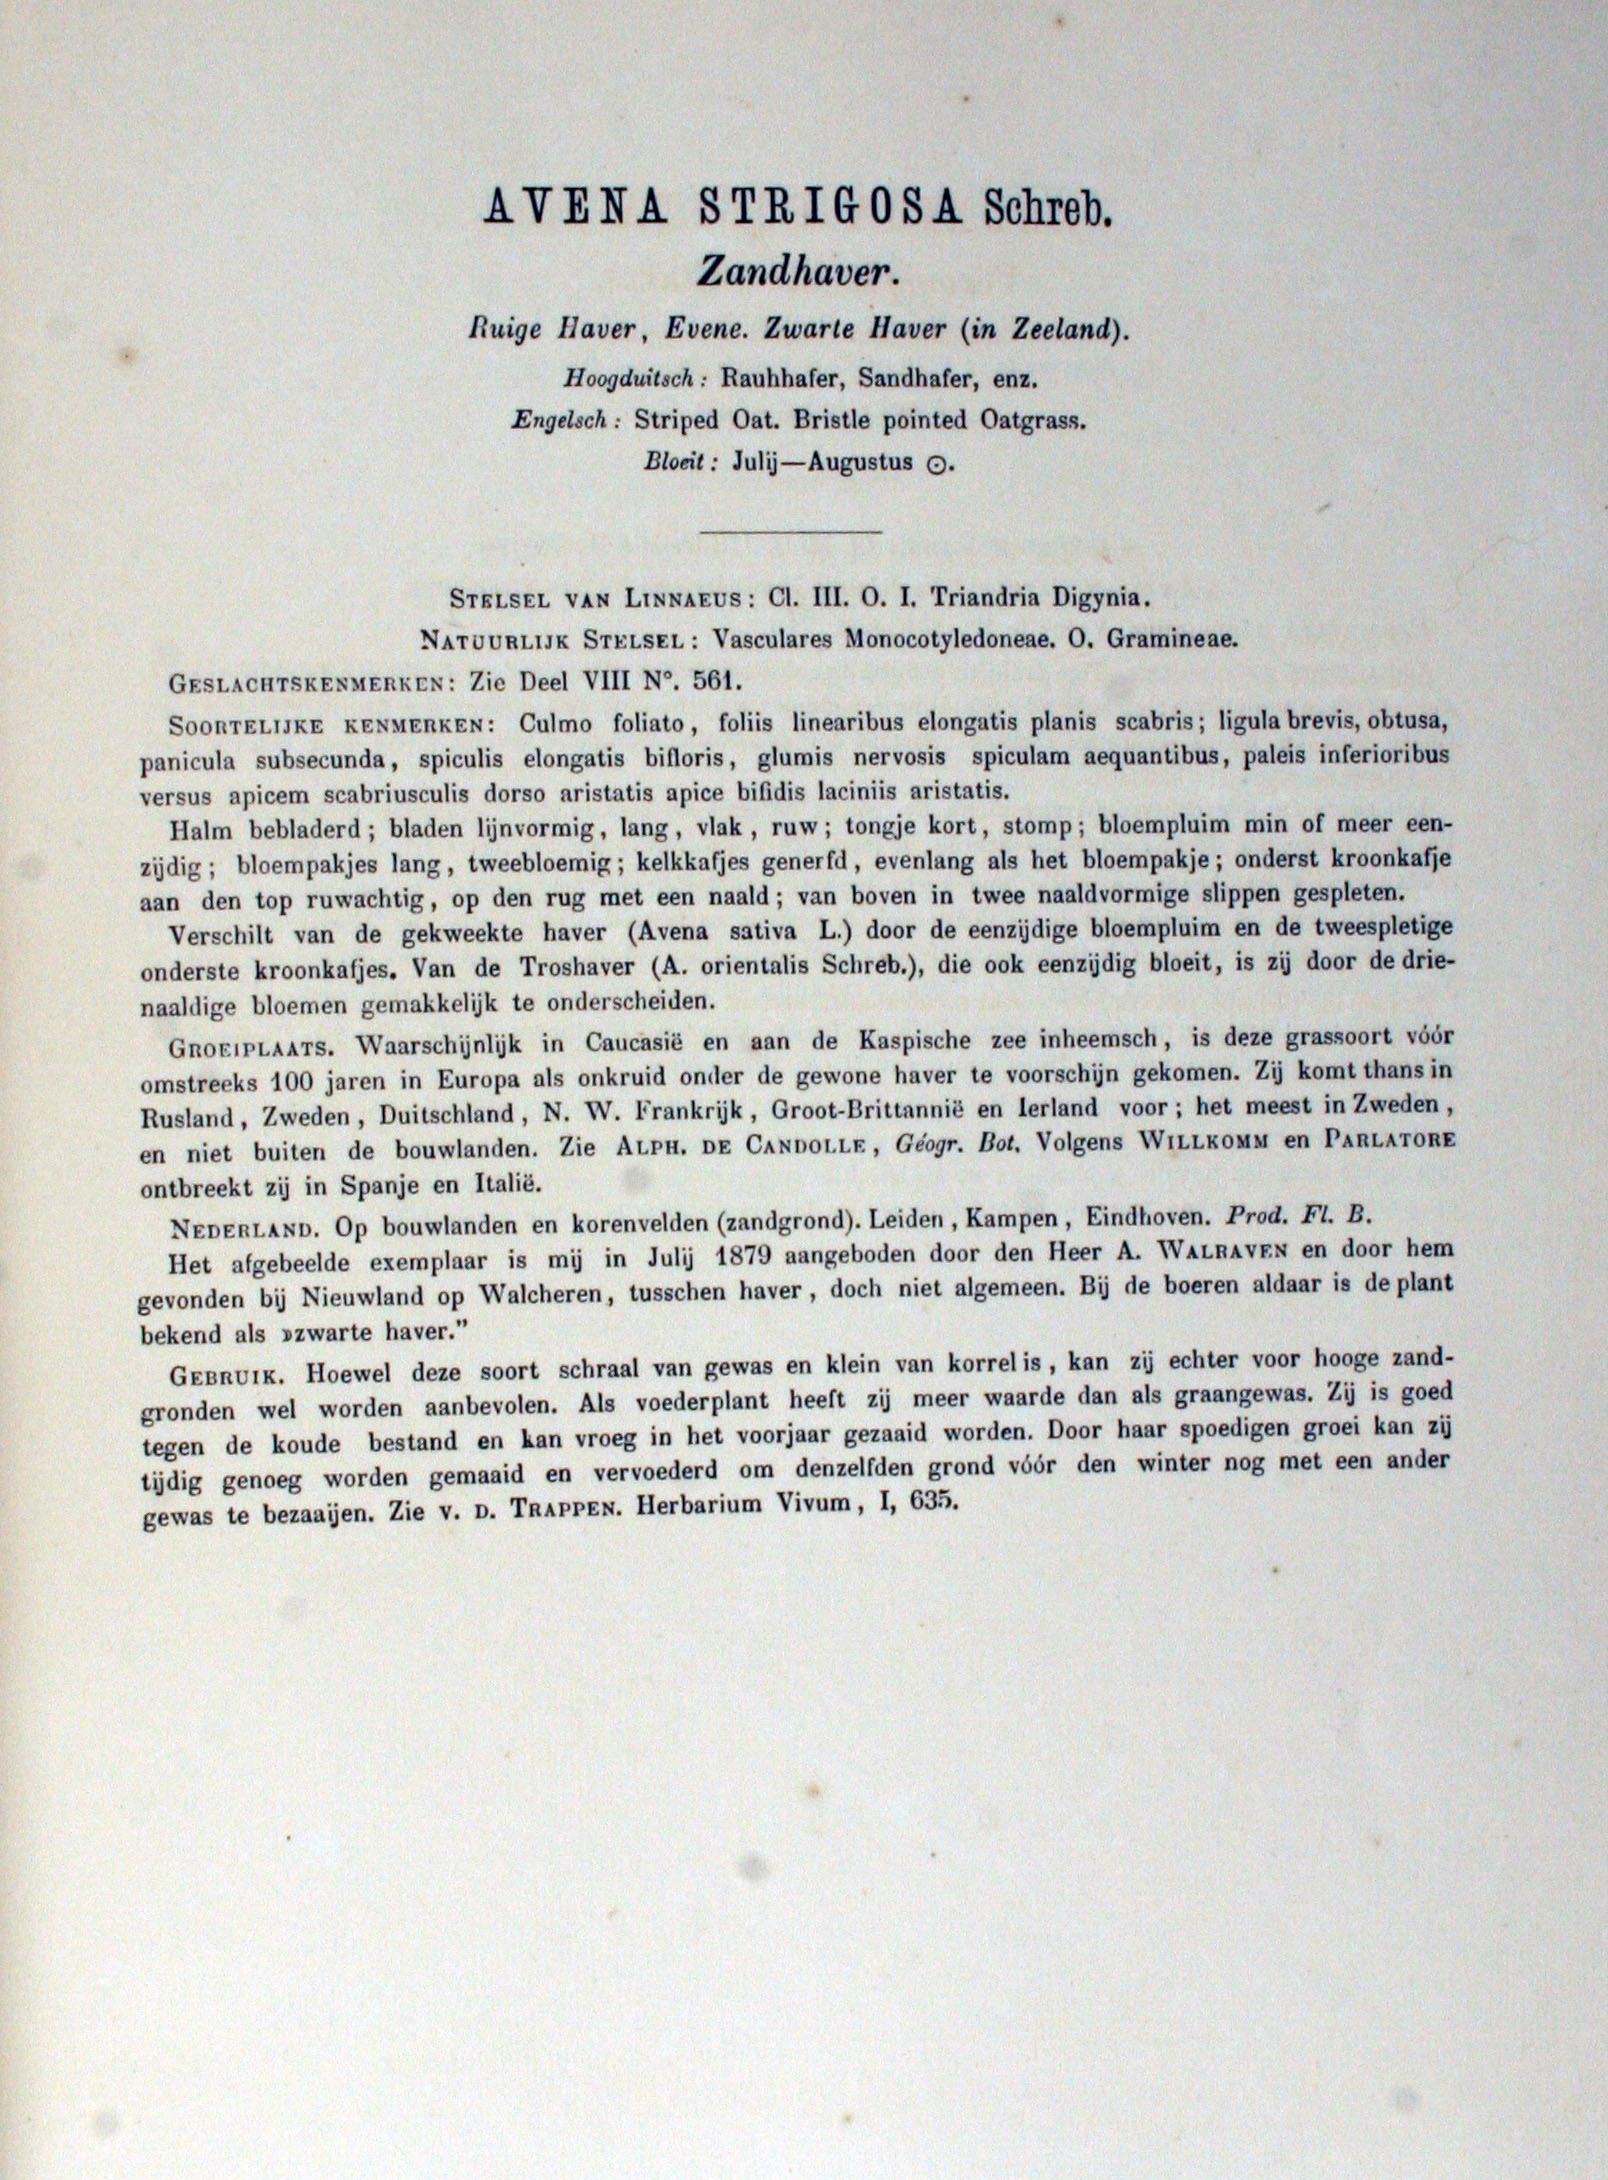 AVENA STRIGOSA Schreb.
Zandhaver.
Ruige Haver, Evene. Zwarte Haver (in Zeeland).
Hoogduitsch: Rauhhafer, Sandhafer, enz.
Engelsch: Striped Oat. Bristle pointed Oatgrass.
Bloeit: Julij—Augustus ⊙.
STELSEL VAN LINNAEUS: Cl. III. O. I. Triandria Digynia.
NATUURLIJK STELSEL: Vasculares Monocotyledoneae. O. Gramineae.
GESLACHTSKENMERKEN: Zie Deel VIII N°. 561.
SOORTELIJKE KENMERKEN: Culmo foliato, foliis linearibus elongatis planis scabris; ligula brevis, obtusa,
panicula subsecunda, spiculis elongatis bifloris, glumis nervosis spiculam aequantibus, paleis inferioribus
versus apicem scabriusculis dorso aristatis apice bifidis laciniis aristatis.
Halm bebladerd; bladen lijnvormig, lang, vlak, ruw; tongje kort, stomp; bloempluim min of meer een-
zijdig; bloempakjes lang, tweebloemig; kelkkafjes generfd, evenlang als het bloempakje; onderst kroonkafje
aan den top ruwachtig, op den rug met een naald; van boven in twee naaldvormige slippen gespleten.
Verschilt van de gekweekte haver (Avena sativa L.) door de eenzijdige bloempluim en de tweespletige
onderste kroonkafjes. Van de Troshaver (A. orientalis Schreb.), die ook eenzijdig bloeit, is zij door de drie-
naaldige bloemen gemakkelijk te onderscheiden.
GROEIPLAATS. Waarschijnlijk in Caucasië en aan de Kaspische zee inheemsch, is deze grassoort vóór
omstreeks 100 jaren in Europa als onkruid onder de gewone haver te voorschijn gekomen. Zij komt thans in
Rusland, Zweden, Duitschland, N. W. Frankrijk, Groot-Brittannië en Ierland voor; het meest in Zweden,
en niet buiten de bouwlanden. Zie ALPH. DE CANDOLLE, Géogr. Bot. Volgens WILLKOMM en PARLATORE
ontbreekt zij in Spanje en Italië.
NEDERLAND. Op bouwlanden en korenvelden (zandgrond). Leiden, Kampen, Eindhoven. Prod. Fl. B.
Het afgebeelde exemplaar is mij in Julij 1879 aangeboden door den Heer A. WALRAVEN en door hem
gevonden bij Nieuwland op Walcheren, tusschen haver, doch niet algemeen. Bij de boeren aldaar is de plant
bekend als »zwarte haver."
GEBRUIK. Hoewel deze soort schraal van gewas en klein van korrel is, kan zij echter voor hooge zand-
gronden wel worden aanbevolen. Als voederplant heeft zij meer waarde dan als graangewas. Zij is goed
tegen de koude bestand en kan vroeg in het voorjaar gezaaid worden. Door haar spoedigen groei kan zij
tijdig genoeg worden gemaaid en vervoederd om denzelfden grond vóór den winter nog met een ander
gewas te bezaaijen. Zie V. D. TRAPPEN. Herbarium Vivum, I, 635.